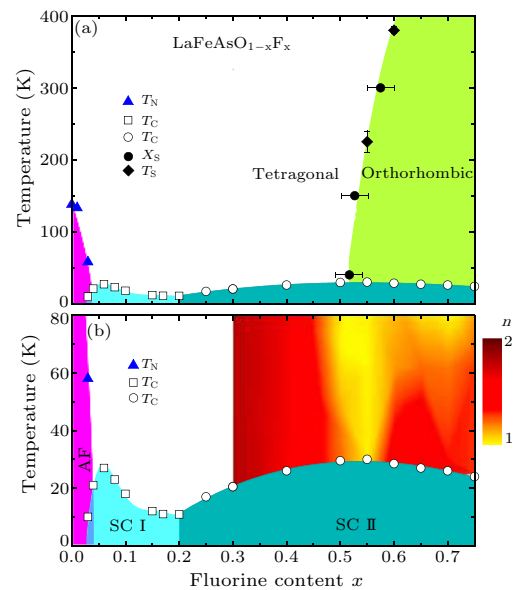 400
300
200
100
0
Temperature (K)
(a)
LaFeAsO1−xFx
TN
TC
TC
XS
TS
Tetragonal
Orthorhombic
80
60
40
20
0
Temperature (K)
(b)
TN
TC
TC
AF
SC I
SC II
n
2
1
0.0 0.1 0.2 0.3 0.4 0.5 0.6 0.7
Fluorine content x